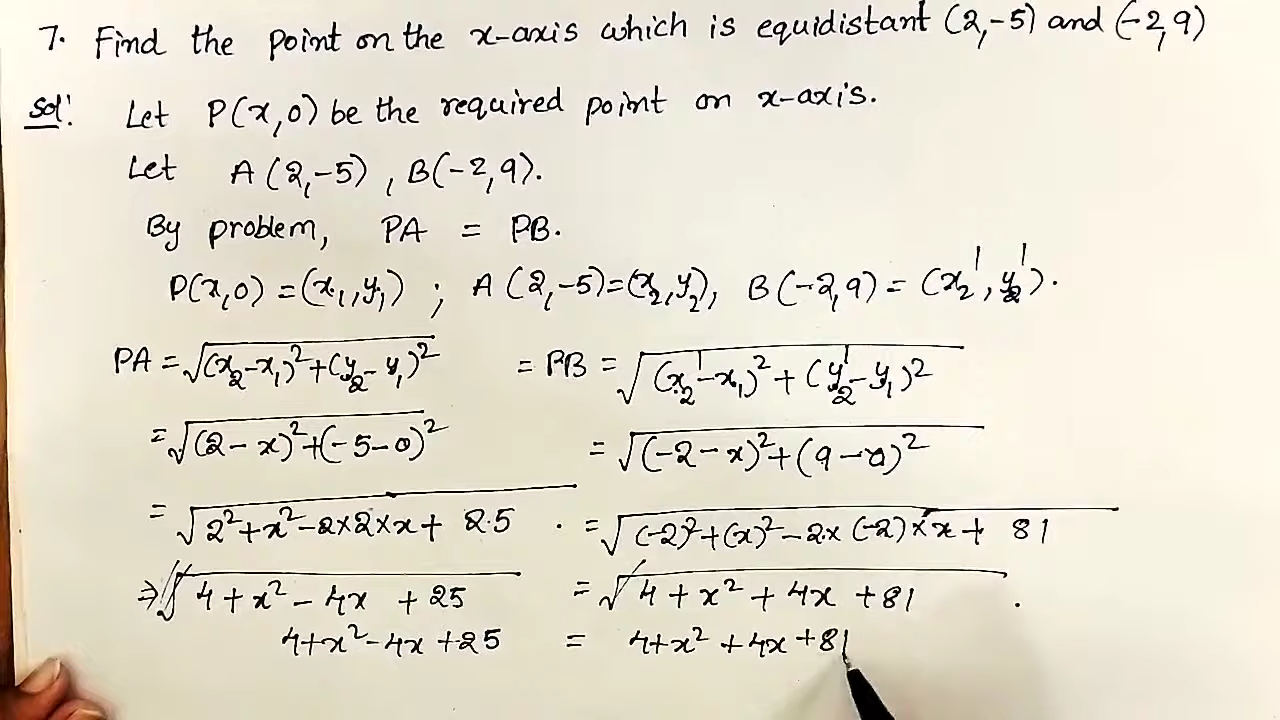 7. Find the point on the x-axis which is equidistant (2,-5) and (-2,9)
Sol: Let P(x,0) be the required point on x-axis.
Let A(2,-5), B(-2,9).
By problem, PA = PB.
P(x,0) = (x₁,y₁) ; A(2,-5)=(x₂,y₂), B(-2,9) = (x₂',y₂').
PA = √(x₂-x₁)²+(y₂-y₁)² = PB = √(x₂'-x₁)²+(y₂'-y₁)²
= √(2-x)²+(-5-0)² = √(-2-x)²+(9-0)²
= √2²+x²-2×2×x+ 25 = √(-2)²+(x)²-2×(-2)×x+ 81
⇒ √4+x²-4x+25 = √4+x²+4x+81
4+x²-4x+25 = 4+x²+4x+81